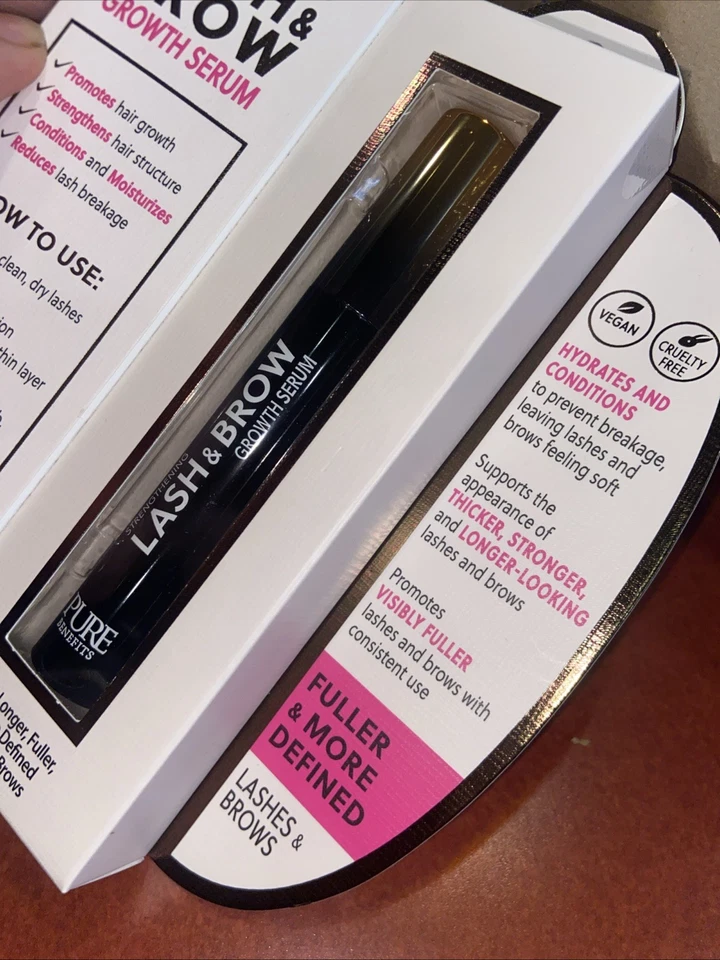 &
ROW
GROWTH SERUM
✓ Promotes hair growth
✓ Strengthens hair structure
✓ Conditions and Moisturizes
✓ Reduces lash breakage
OW TO USE:
clean, dry lashes
thin layer
STRENGTHENING
LASH & BROW
GROWTH SERUM
PURE
BENEFITS
onger, Fuller,
Defined
Brows
VEGAN
CRUELTY
FREE
HYDRATES AND
CONDITIONS
to prevent breakage,
leaving lashes and
brows feeling soft
Supports the
appearance of
THICKER, STRONGER,
and LONGER-LOOKING
lashes and brows
Promotes
VISIBLY FULLER
lashes and brows with
consistent use
FULLER
& MORE
DEFINED
LASHES &
BROWS